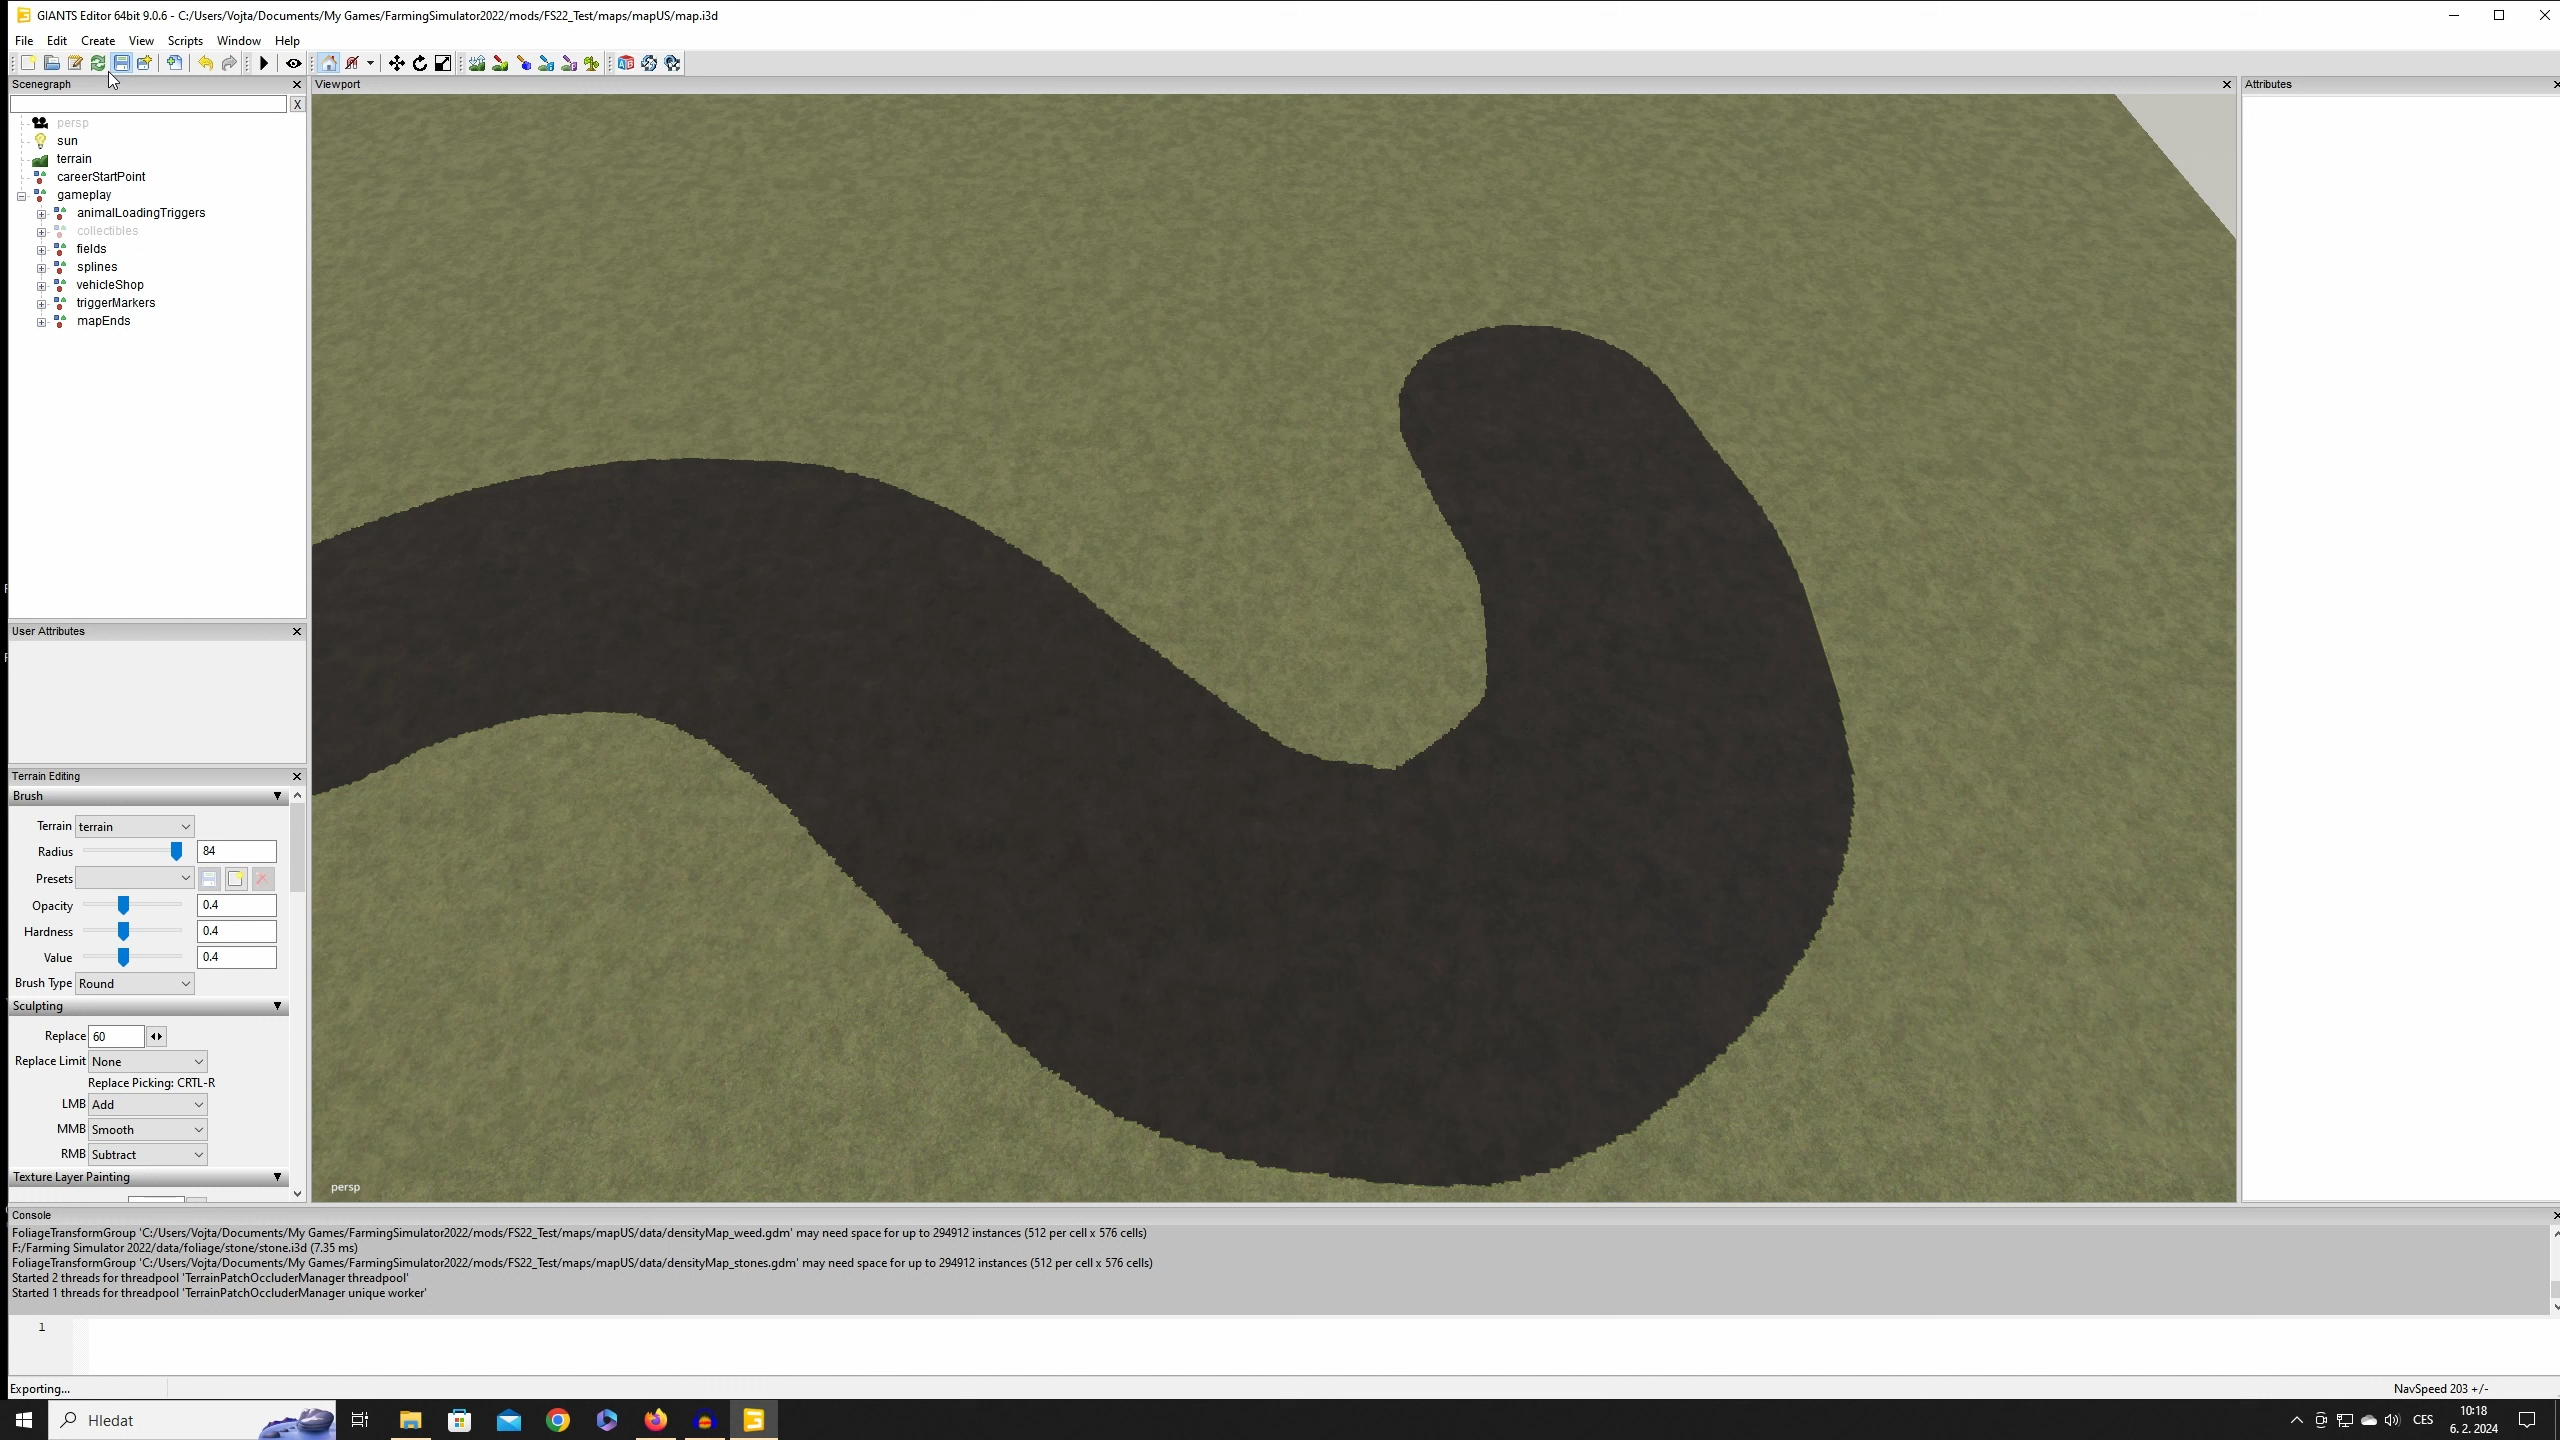 GIANTS Editor 64bit 9.0.6 - C:/Users/Vojta/Documents/My Games/FarmingSimulator2022/mods/FS22_Test/maps/mapUS/map.i3d
File Edit Create View Scripts Window Help
Scenegraph
X
persp
sun
terrain
careerStartPoint
gameplay
animalLoadingTriggers
collectibles
fields
splines
vehicleShop
triggerMarkers
mapEnds
User Attributes
Terrain Editing
Brush
Terrain terrain
Radius 84
Presets
Opacity 0.4
Hardness 0.4
Value 0.4
Brush Type Round
Sculpting
Replace 60
Replace Limit None
Replace Picking: CRTL-R
LMB Add
MMB Smooth
RMB Subtract
Texture Layer Painting
Viewport
persp
Attributes
Console
FoliageTransformGroup 'C:/Users/Vojta/Documents/My Games/FarmingSimulator2022/mods/FS22_Test/maps/mapUS/data/densityMap_weed.gdm' may need space for up to 294912 instances (512 per cell x 576 cells)
F:/Farming Simulator 2022/data/foliage/stone/stone.i3d (7.35 ms)
FoliageTransformGroup 'C:/Users/Vojta/Documents/My Games/FarmingSimulator2022/mods/FS22_Test/maps/mapUS/data/densityMap_stones.gdm' may need space for up to 294912 instances (512 per cell x 576 cells)
Started 2 threads for threadpool 'TerrainPatchOccluderManager threadpool'
Started 1 threads for threadpool 'TerrainPatchOccluderManager unique worker'
1
Exporting...
NavSpeed 203 +/-
Hledat
CES
10:18
6. 2. 2024